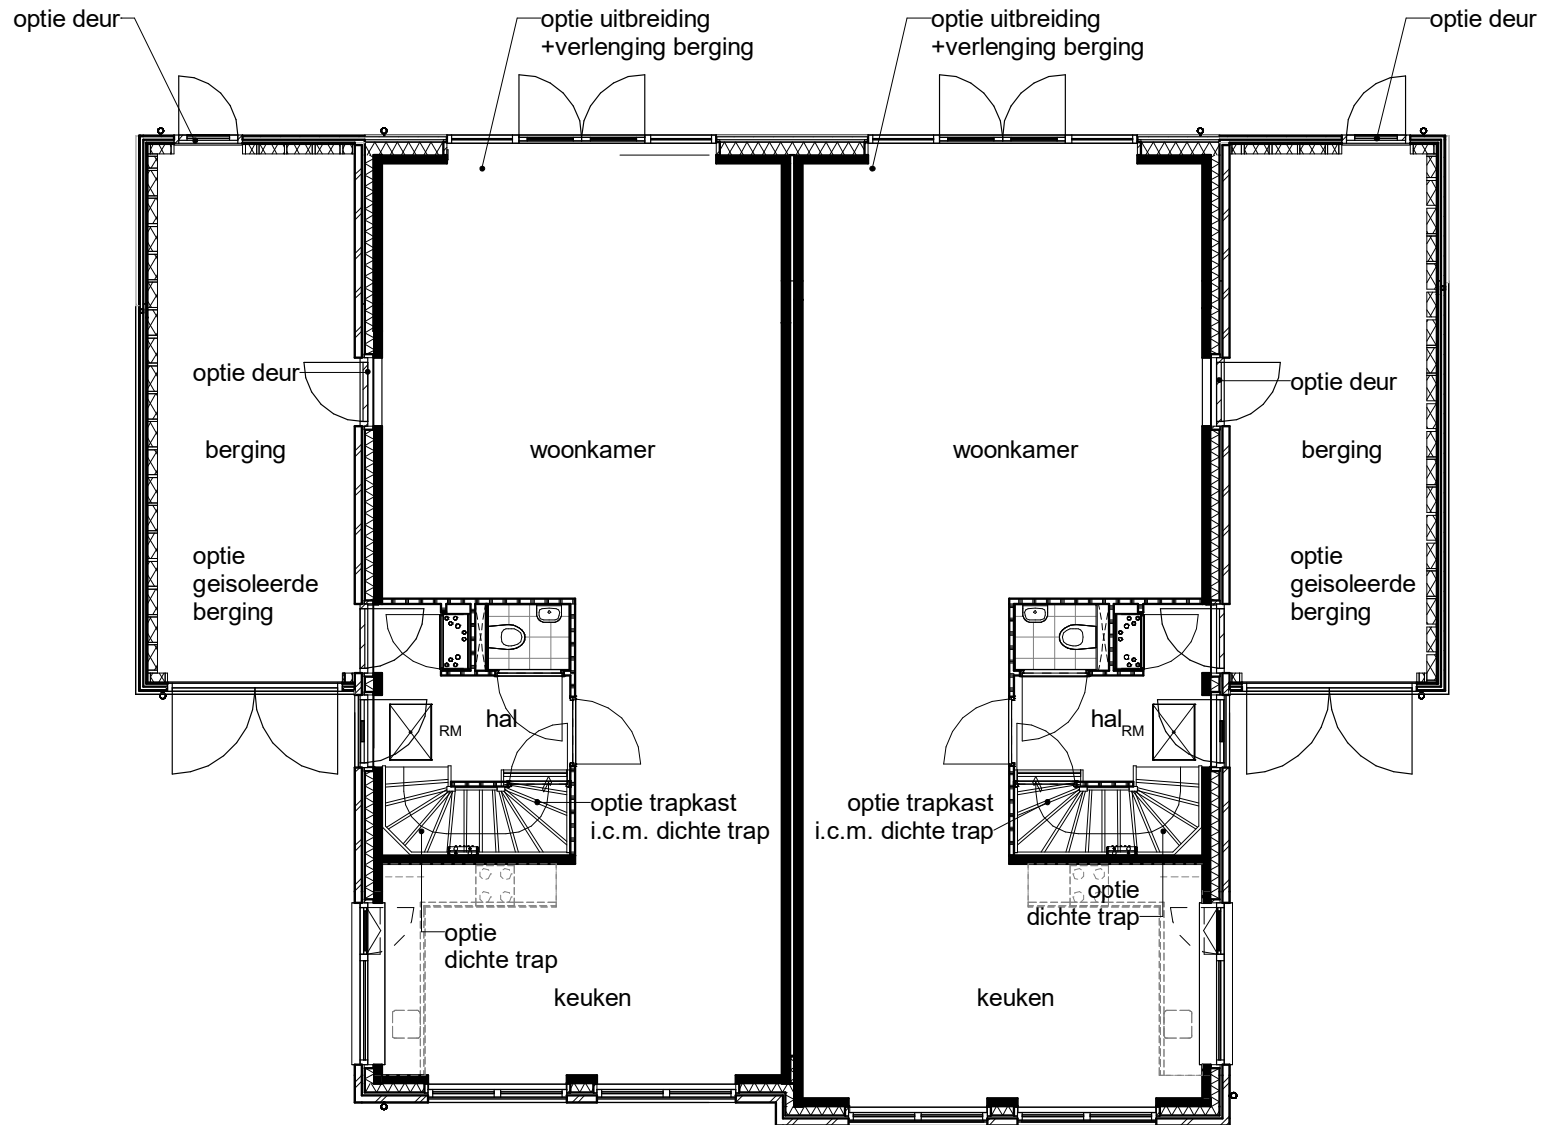 optie deur
optie uitbreiding
+verlenging berging
optie uitbreiding
+verlenging berging
optie deur
optie deur
optie deur
berging
woonkamer
woonkamer
berging
optie
geisoleerde
berging
optie
geisoleerde
berging
hal
RM
hal
RM
optie trapkast
i.c.m. dichte trap
optie trapkast
i.c.m. dichte trap
optie
dichte trap
optie
dichte trap
keuken
keuken